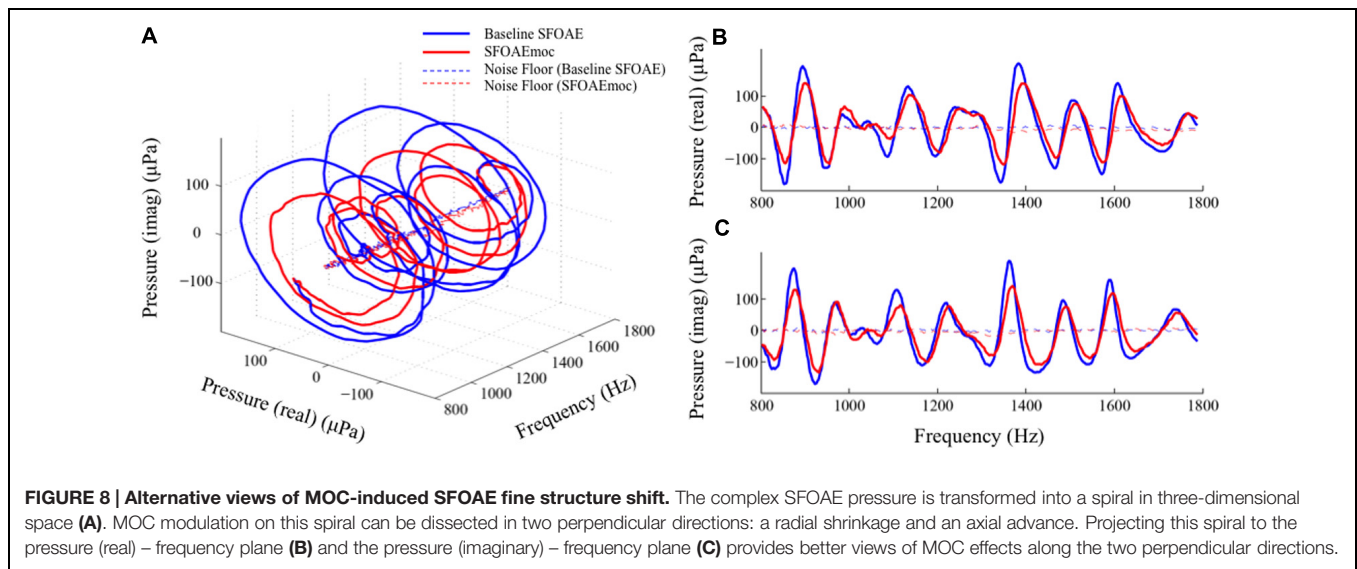 A
Baseline SFOAE
SFOAEmoc
Noise Floor (Baseline SFOAE)
Noise Floor (SFOAEmoc)
Pressure (imag) (μPa)
100
0
−100
100
0
−100
Pressure (real) (μPa)
800
1000
1200
1400
1600
1800
Frequency (Hz)
B
Pressure (real) (μPa)
100
0
−100
800 1000 1200 1400 1600 1800
C
Pressure (imag) (μPa)
100
0
−100
800 1000 1200 1400 1600 1800
Frequency (Hz)
FIGURE 8 | Alternative views of MOC-induced SFOAE fine structure shift. The complex SFOAE pressure is transformed into a spiral in three-dimensional
space (A). MOC modulation on this spiral can be dissected in two perpendicular directions: a radial shrinkage and an axial advance. Projecting this spiral to the
pressure (real) – frequency plane (B) and the pressure (imaginary) – frequency plane (C) provides better views of MOC effects along the two perpendicular directions.